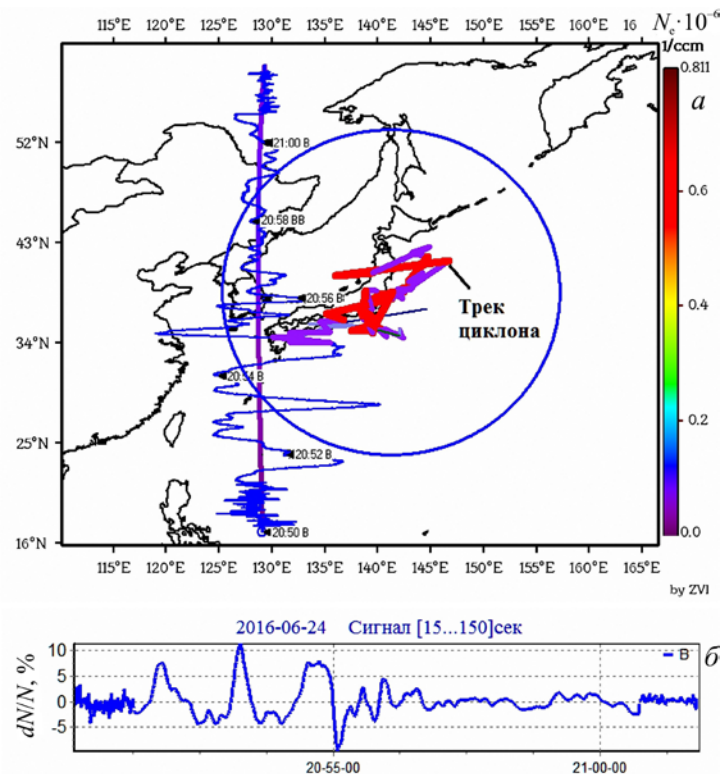 115°E 120°E 125°E 130°E 135°E 140°E 145°E 150°E 155°E 160°E 16 Nₑ·10⁻⁶
1/ccm
0.811
a
52°N 21:00 B
0.6
20:58 BB
43°N
20:56 B
Трек
циклона
0.4
34°N
20:54 B
0.2
25°N
20:52 B
16°N 20:50 B 0.0
115°E 120°E 125°E 130°E 135°E 140°E 145°E 150°E 155°E 160°E 165°E
by ZVI
2016-06-24 Сигнал [15...150]сек
10
B б
5
dN/N, %
0
-5
20-55-00 21-00-00